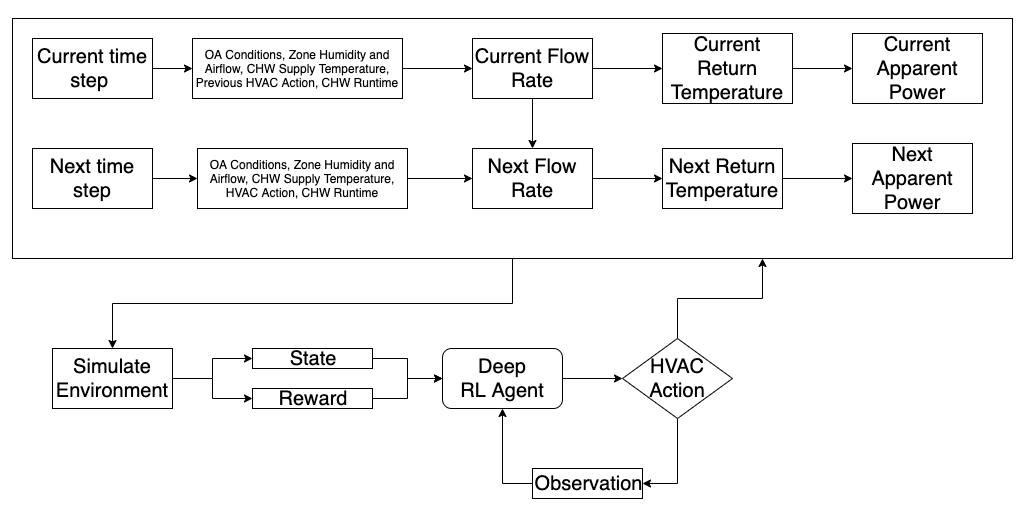 Current time
step
OA Conditions, Zone Humidity and
Airflow, CHW Supply Temperature,
Previous HVAC Action, CHW Runtime
Current Flow
Rate
Current
Return
Temperature
Current
Apparent
Power
Next time
step
OA Conditions, Zone Humidity and
Airflow, CHW Supply Temperature,
HVAC Action, CHW Runtime
Next Flow
Rate
Next Return
Temperature
Next
Apparent
Power
Simulate
Environment
State
Reward
Deep
RL Agent
HVAC
Action
Observation